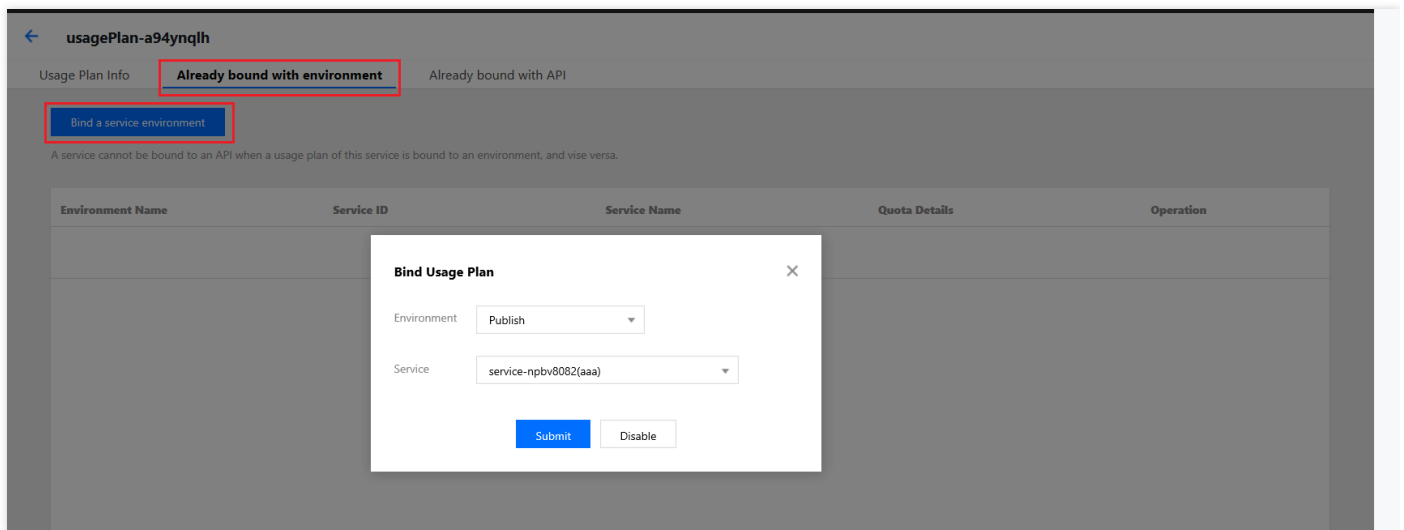 usagePlan-a94ynqlh
Usage Plan Info Already bound with environment Already bound with API
Bind a service environment
A service cannot be bound to an API when a usage plan of this service is bound to an environment, and vise versa.
Environment Name Service ID Service Name Quota Details Operation
Bind Usage Plan
Environment Publish
Service service-npbv8082(aaa)
Submit Disable